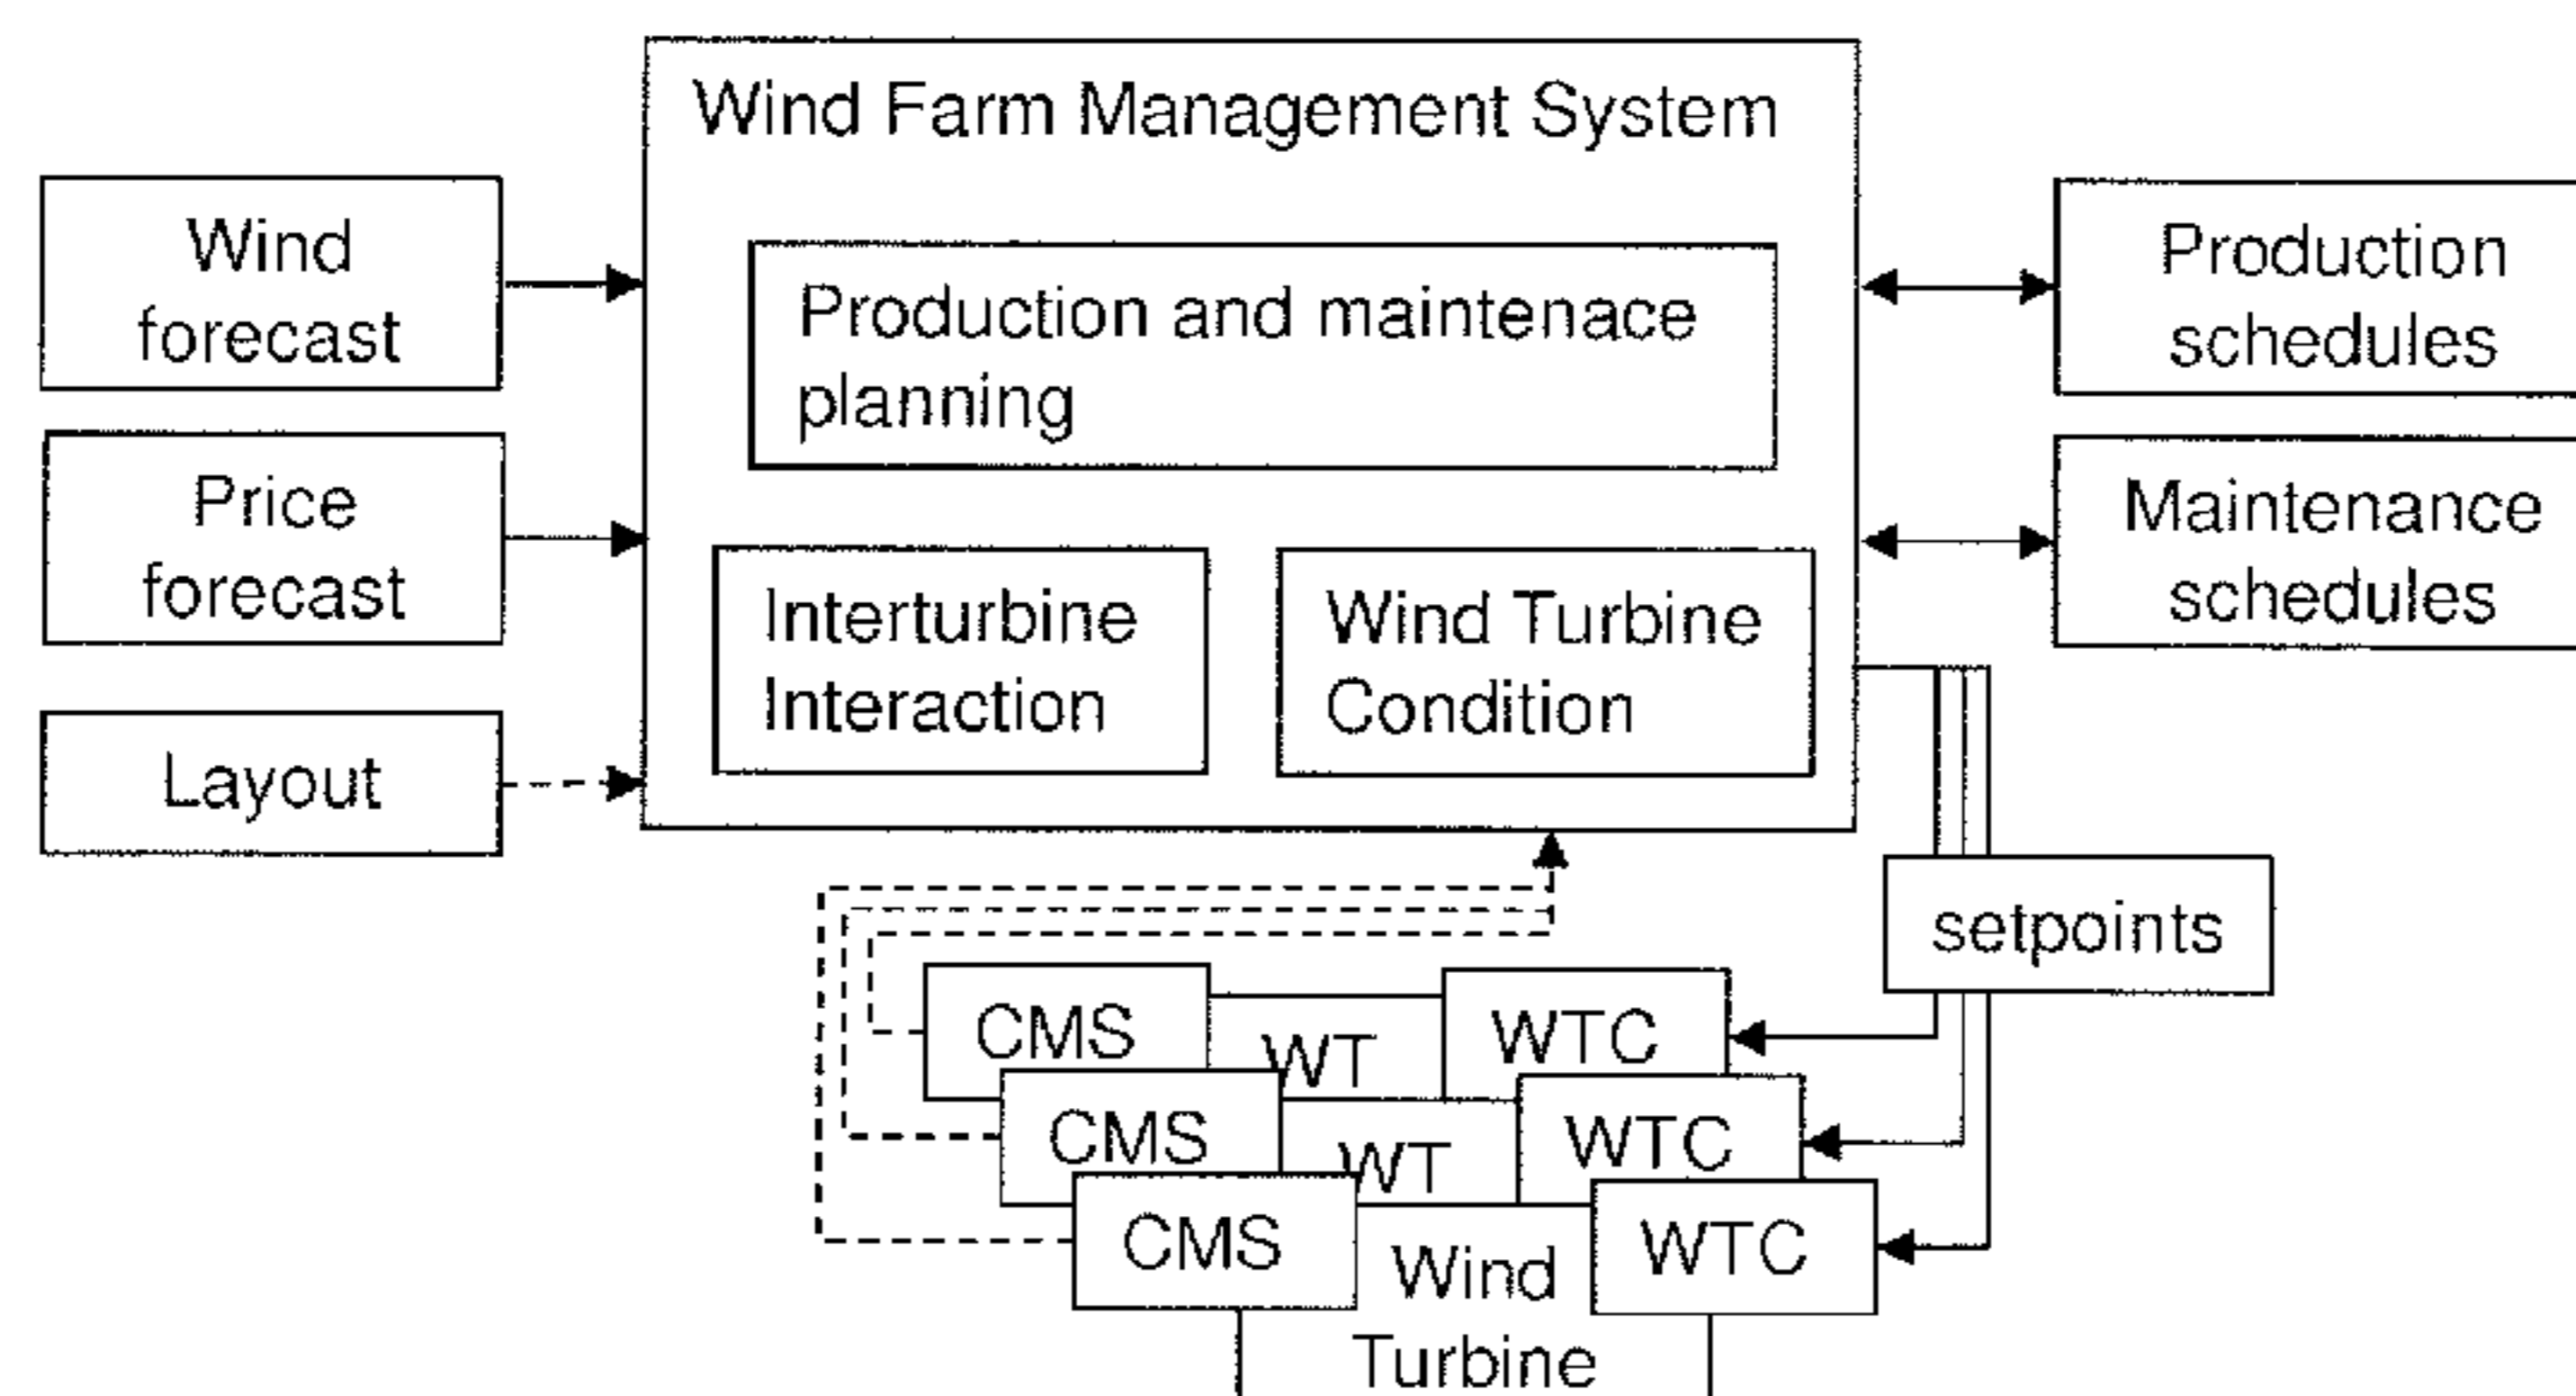 Wind Farm Management System
Wind
forecast
Production and maintenace
planning
Production
schedules
Price
forecast
Maintenance
schedules
Interturbine
Interaction
Wind Turbine
Condition
Layout
setpoints
CMS
WT
WTC
CMS
WT
WTC
CMS
Wind
Turbine
WTC